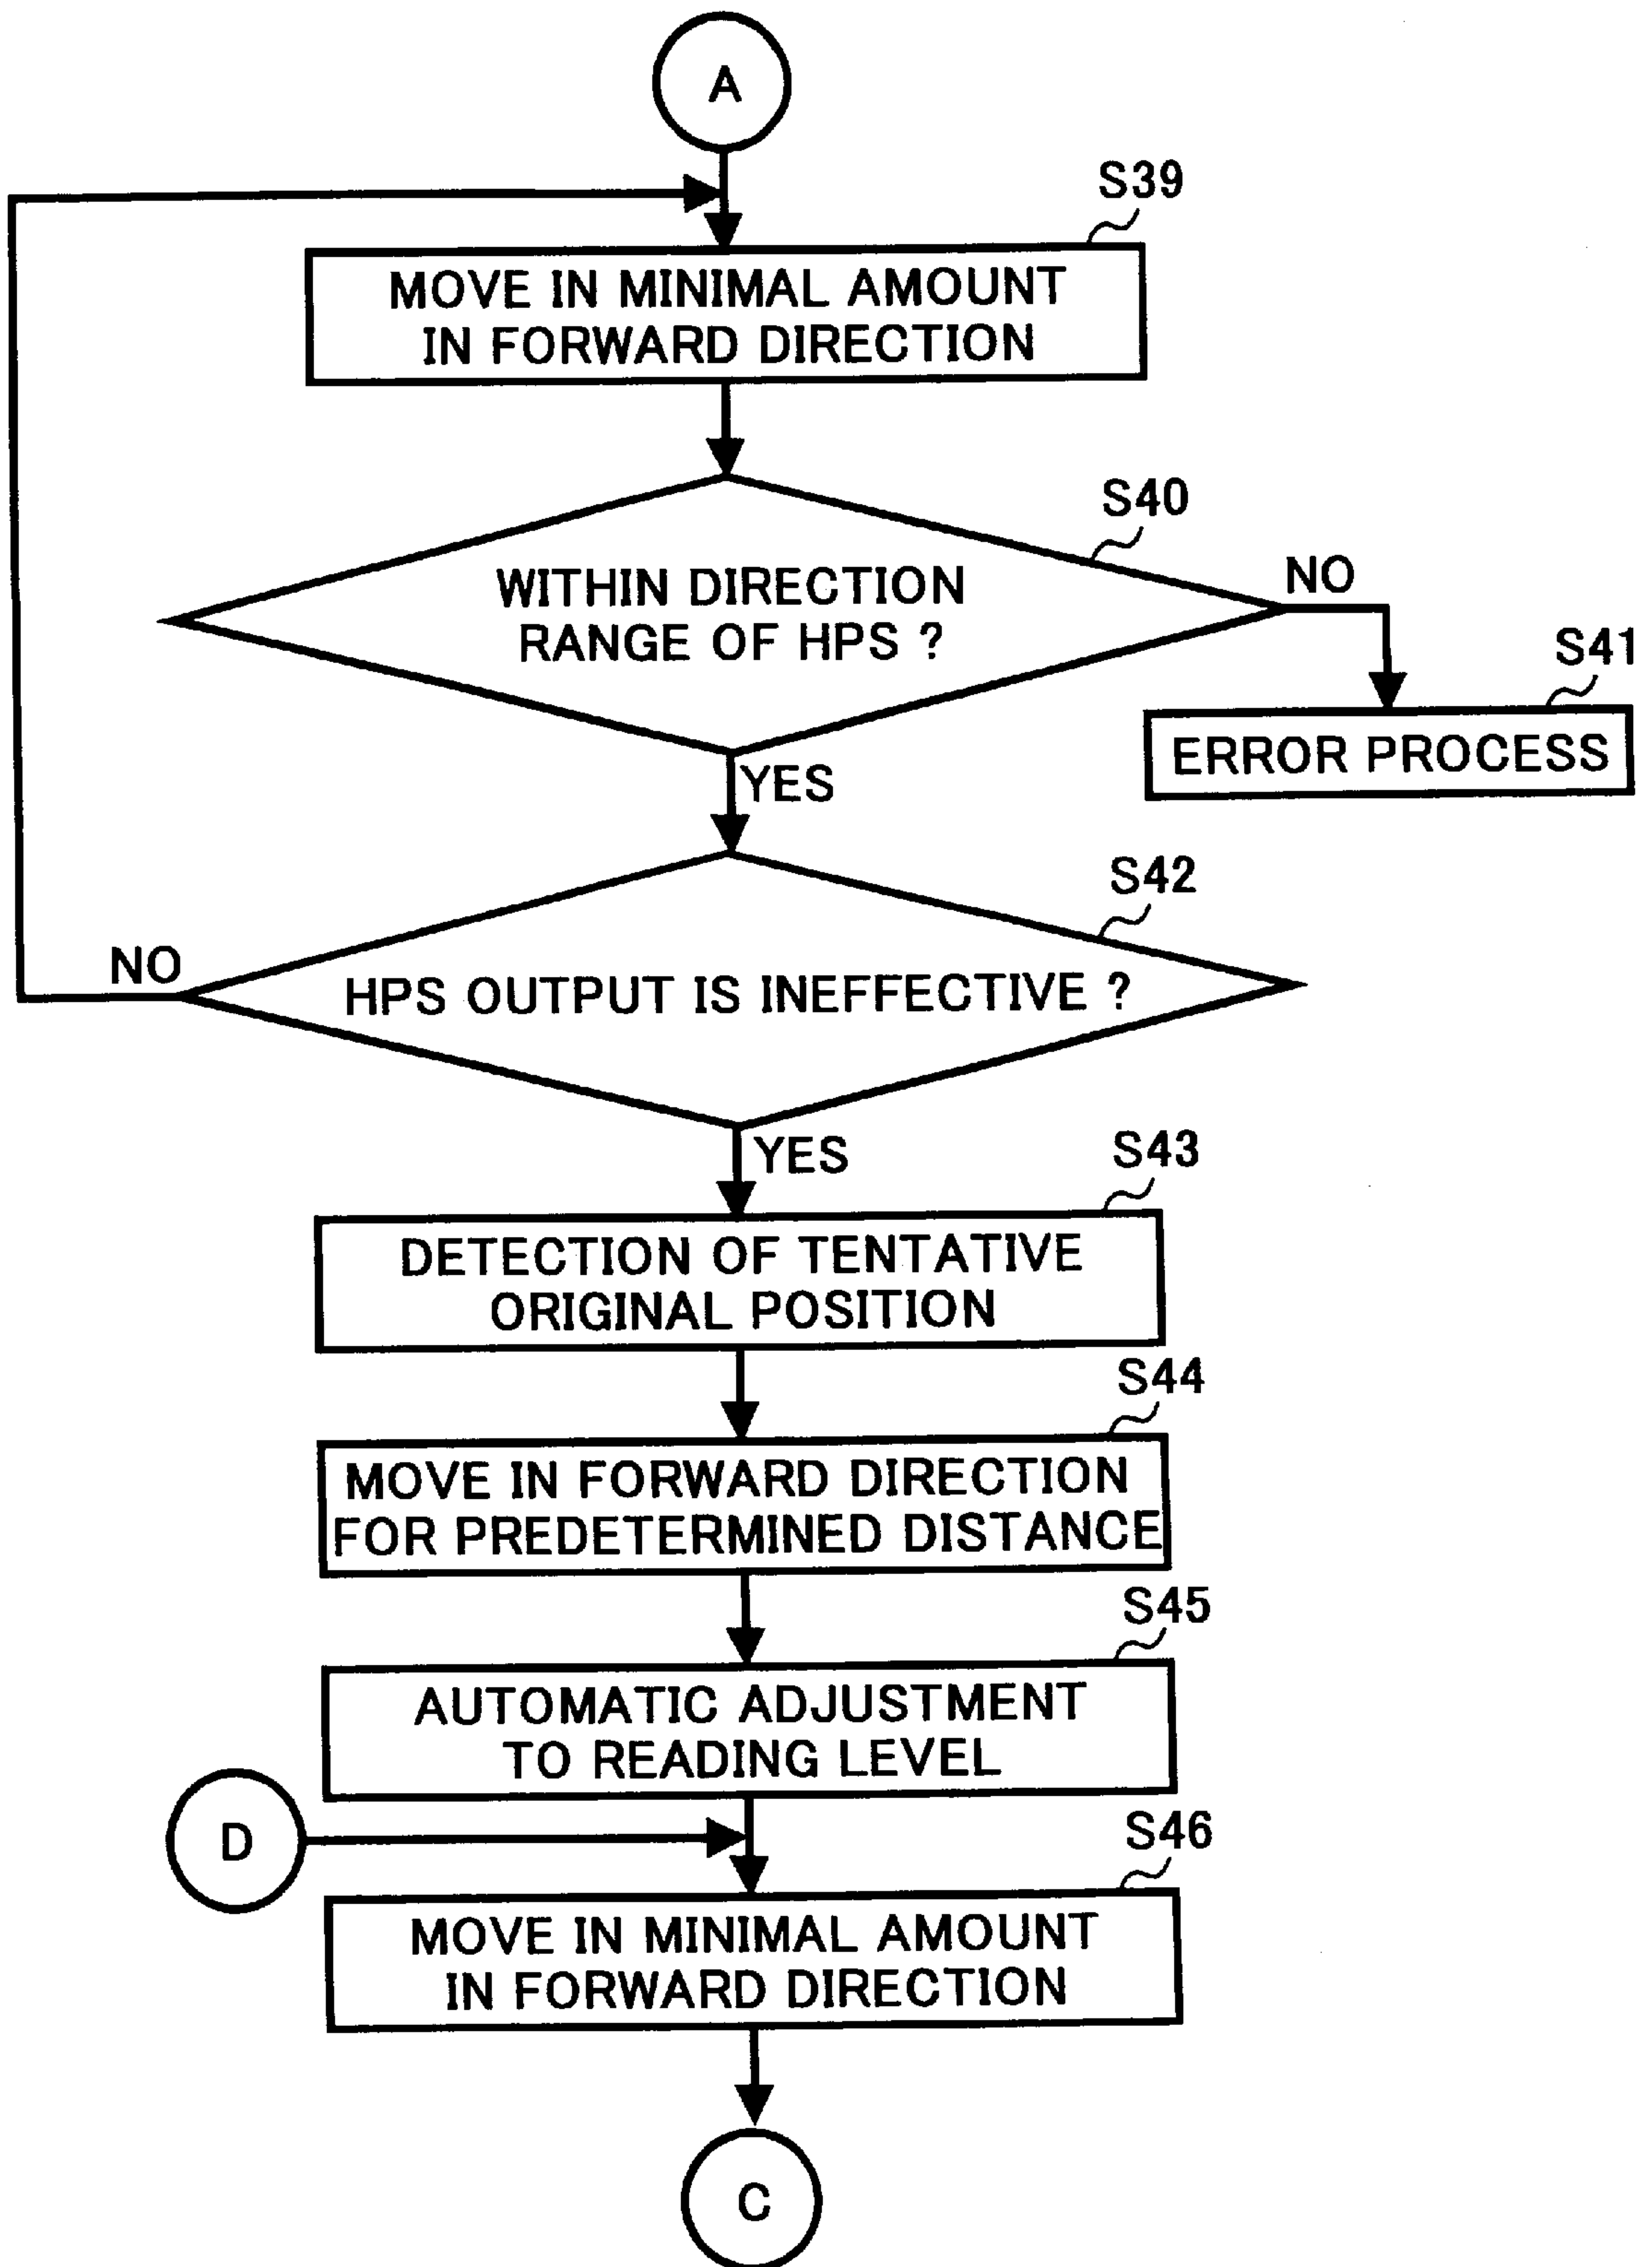 A
S39
MOVE IN MINIMAL AMOUNT
IN FORWARD DIRECTION
S40
WITHIN DIRECTION
RANGE OF HPS ?
NO
S41
ERROR PROCESS
YES
S42
NO
HPS OUTPUT IS INEFFECTIVE ?
YES
S43
DETECTION OF TENTATIVE
ORIGINAL POSITION
S44
MOVE IN FORWARD DIRECTION
FOR PREDETERMINED DISTANCE
S45
AUTOMATIC ADJUSTMENT
TO READING LEVEL
D
S46
MOVE IN MINIMAL AMOUNT
IN FORWARD DIRECTION
C